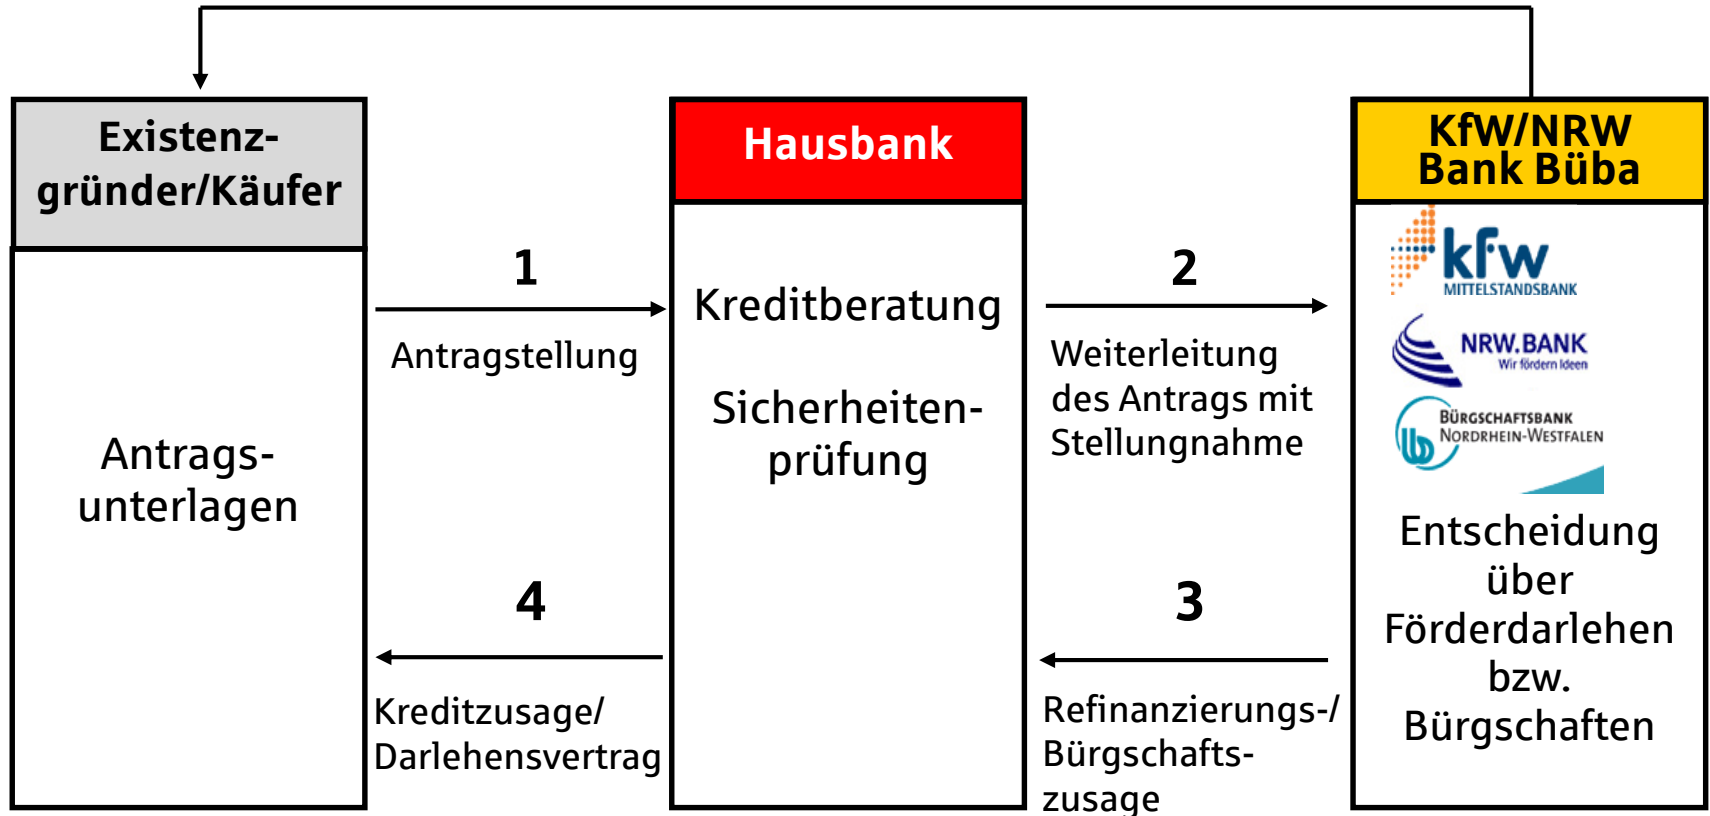 Existenz-
gründer/Käufer
Antrags-
unterlagen
1
Antragstellung
4
Kreditzusage/
Darlehensvertrag
Hausbank
Kreditberatung
Sicherheiten-
prüfung
2
Weiterleitung
des Antrags mit
Stellungnahme
3
Refinanzierungs-/
Bürgschafts-
zusage
KfW/NRW
Bank Büba
kfw
MITTELSTANDSBANK
NRW.BANK
Wir fördern Ideen
BÜRGSCHAFTSBANK
NORDRHEIN-WESTFALEN
Entscheidung
über
Förderdarlehen
bzw.
Bürgschaften